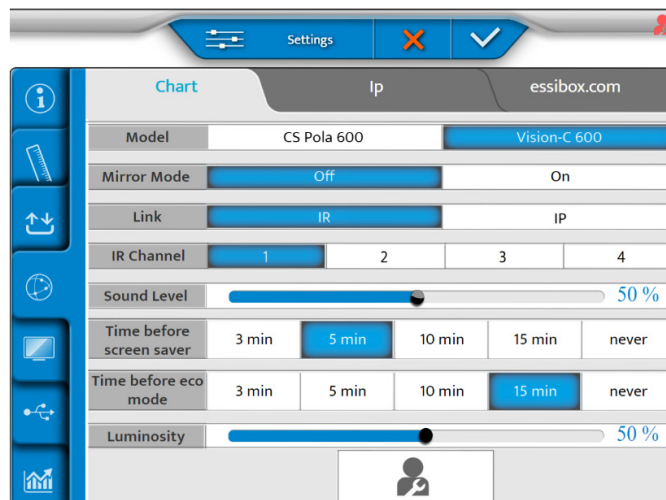 Settings
Chart Ip essibox.com
Model CS Pola 600 Vision-C 600
Mirror Mode Off On
Link IR IP
IR Channel 1 2 3 4
Sound Level 50 %
Time before
screen saver 3 min 5 min 10 min 15 min never
Time before eco
mode 3 min 5 min 10 min 15 min never
Luminosity 50 %